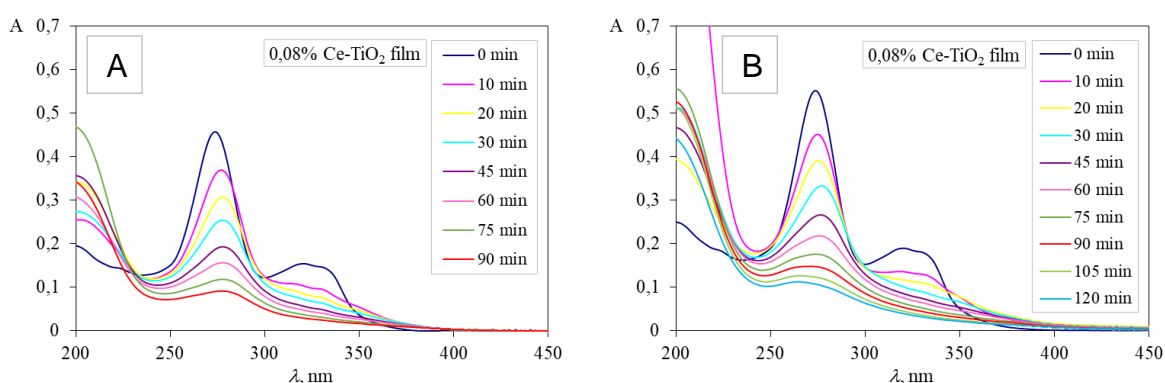 A
0,7
0,6
0,5
0,4
0,3
0,2
0,1
0
200
250
300
350
400
450
λ, nm
A
0,08% Ce-TiO₂ film
0 min
10 min
20 min
30 min
45 min
60 min
75 min
90 min
A
0,7
0,6
0,5
0,4
0,3
0,2
0,1
0
200
250
300
350
400
450
λ, nm
B
0,08% Ce-TiO₂ film
0 min
10 min
20 min
30 min
45 min
60 min
75 min
90 min
105 min
120 min